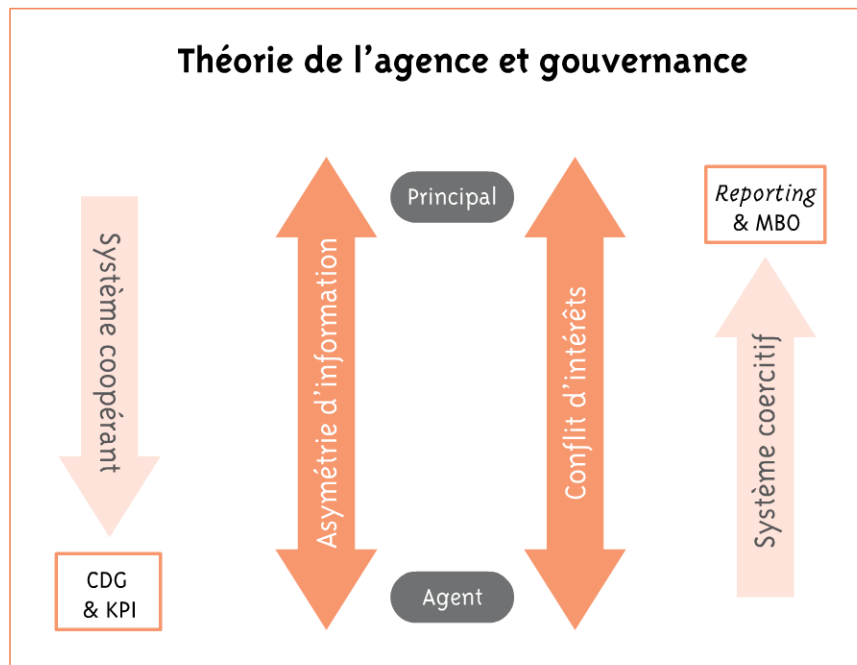 Théorie de l'agence et gouvernance
Principal
Reporting
& MBO
Système coopérant
Asymétrie d'information
Conflit d'intérêts
Système coercitif
CDG
& KPI
Agent